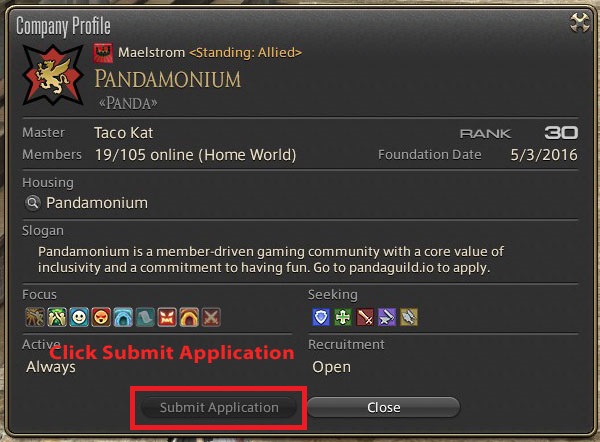 Company Profile
Maelstrom <Standing: Allied>
PANDAMONIUM
«PANDA»
Master Taco Kat RANK 30
Members 19/105 online (Home World) Foundation Date 5/3/2016
Housing
Pandamonium
Slogan
Pandamonium is a member-driven gaming community with a core value of
inclusivity and a commitment to having fun. Go to pandaguild.io to apply.
Focus Seeking
Active Recruitment
Click Submit Application
Always Open
Submit Application Close